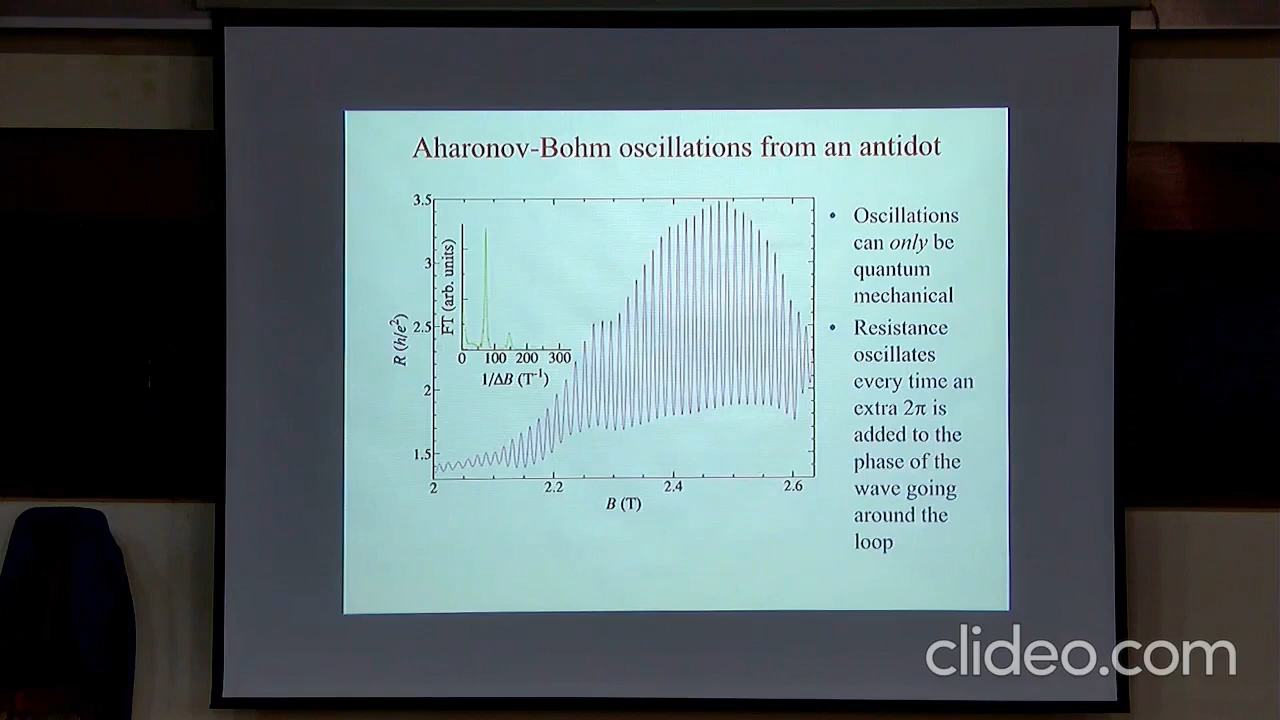 Aharonov-Bohm oscillations from an antidot
3.5
3
2.5
2
1.5
R (h/e²)
2
2.2
2.4
2.6
B (T)
FT (arb. units)
0 100 200 300
1/ΔB (T⁻¹)
• Oscillations
can only be
quantum
mechanical
• Resistance
oscillates
every time an
extra 2π is
added to the
phase of the
wave going
around the
loop
clideo.com